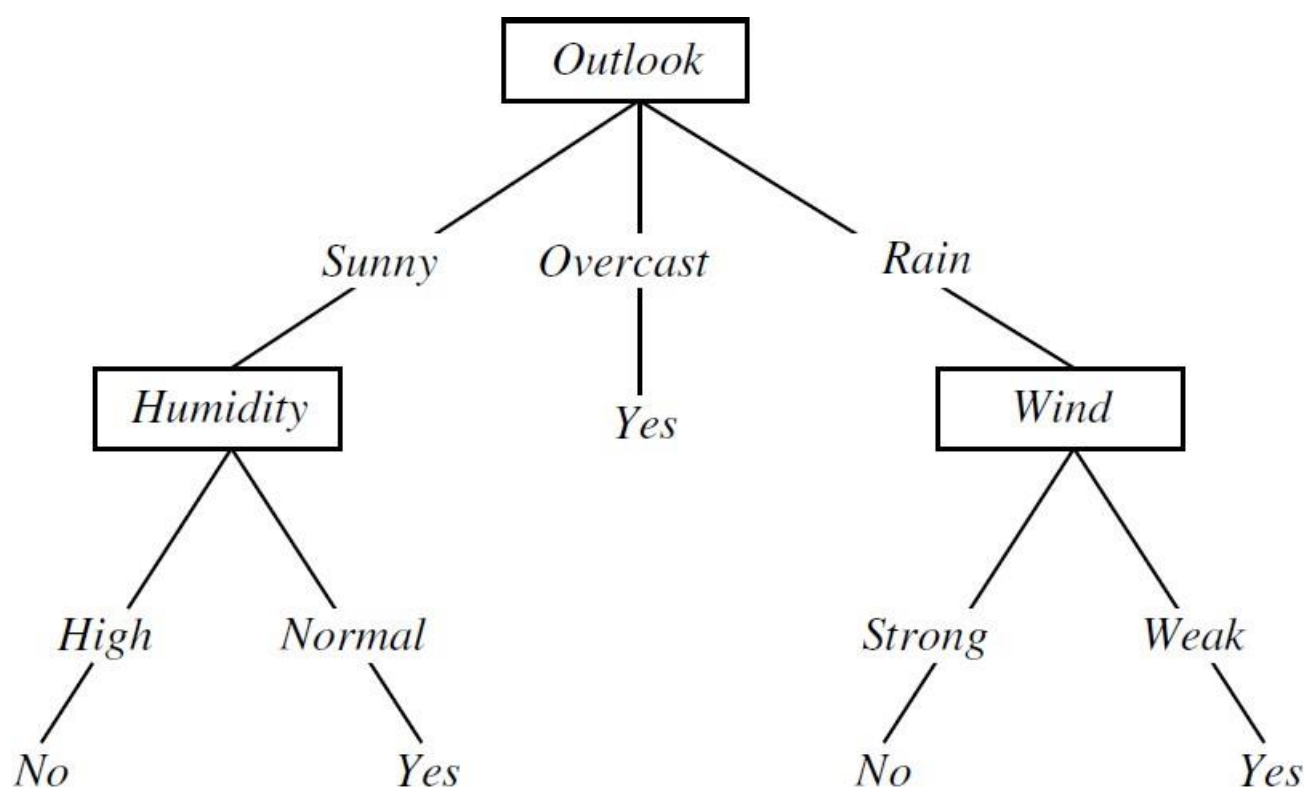 Outlook
Sunny Overcast Rain
Humidity Yes Wind
High Normal Strong Weak
No Yes No Yes